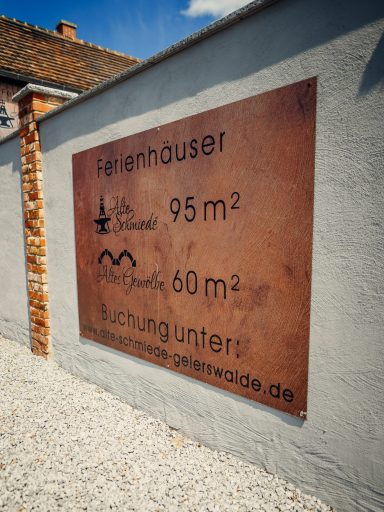 Ferienhäuser
Alte
Schmiede 95 m²
Altes Gewölbe 60 m²
Buchung unter:
www.alte-schmiede-geierswalde.de